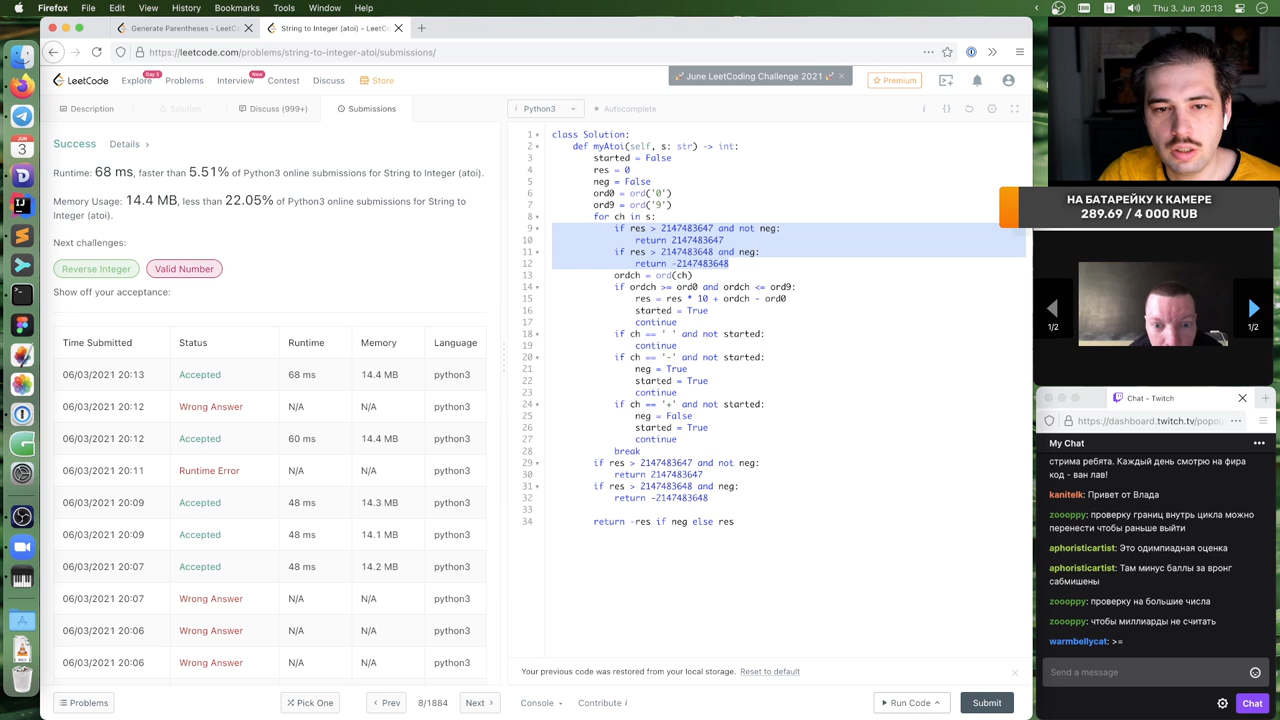 Firefox File Edit View History Bookmarks Tools Window Help
Generate Parentheses - LeetC
String to Integer (atoi) - LeetCo
https://leetcode.com/problems/string-to-integer-atoi/submissions/
LeetCode
Explore
Day 3
Problems
Interview
New
Contest
Discuss
Store
🚀 June LeetCoding Challenge 2021 🚀
Premium
Description
Solution
Discuss (999+)
Submissions
Python3
Autocomplete
Success
Details
Runtime: 68 ms, faster than 5.51% of Python3 online submissions for String to Integer (atoi).
Memory Usage: 14.4 MB, less than 22.05% of Python3 online submissions for String to
Integer (atoi).
Next challenges:
Reverse Integer
Valid Number
Show off your acceptance:
Time Submitted Status Runtime Memory Language
06/03/2021 20:13 Accepted 68 ms 14.4 MB python3
06/03/2021 20:12 Wrong Answer N/A N/A python3
06/03/2021 20:12 Accepted 60 ms 14.4 MB python3
06/03/2021 20:11 Runtime Error N/A N/A python3
06/03/2021 20:09 Accepted 48 ms 14.3 MB python3
06/03/2021 20:09 Accepted 48 ms 14.1 MB python3
06/03/2021 20:07 Accepted 48 ms 14.2 MB python3
06/03/2021 20:07 Wrong Answer N/A N/A python3
06/03/2021 20:06 Wrong Answer N/A N/A python3
06/03/2021 20:06 Wrong Answer N/A N/A python3
1 class Solution:
2 def myAtoi(self, s: str) -> int:
3 started = False
4 res = 0
5 neg = False
6 ord0 = ord('0')
7 ord9 = ord('9')
8 for ch in s:
9 if res > 2147483647 and not neg:
10 return 2147483647
11 if res > 2147483648 and neg:
12 return -2147483648
13 ordch = ord(ch)
14 if ordch >= ord0 and ordch <= ord9:
15 res = res * 10 + ordch - ord0
16 started = True
17 continue
18 if ch == ' ' and not started:
19 continue
20 if ch == '-' and not started:
21 neg = True
22 started = True
23 continue
24 if ch == '+' and not started:
25 neg = False
26 started = True
27 continue
28 break
29 if res > 2147483647 and not neg:
30 return 2147483647
31 if res > 2147483648 and neg:
32 return -2147483648
33
34 return -res if neg else res
Your previous code was restored from your local storage. Reset to default
Problems
Pick One
Prev
8/1884
Next
Console
Contribute i
Run Code
Submit
JUN
3
НА БАТАРЕЙКУ К КАМЕРЕ
289.69 / 4 000 RUB
1/2
1/2
Chat - Twitch
https://dashboard.twitch.tv/popou
My Chat
стрима ребята. Каждый день смотрю на фира
код - ван лав!
kanitelk: Привет от Влада
zoooppy: проверку границ внутрь цикла можно
перенести чтобы раньше выйти
aphoristicartist: Это одимпиадная оценка
aphoristicartist: Там минус баллы за вронг
сабмишены
zoooppy: проверку на большие числа
zoooppy: чтобы миллиарды не считать
warmbellycat: >=
Send a message
Chat